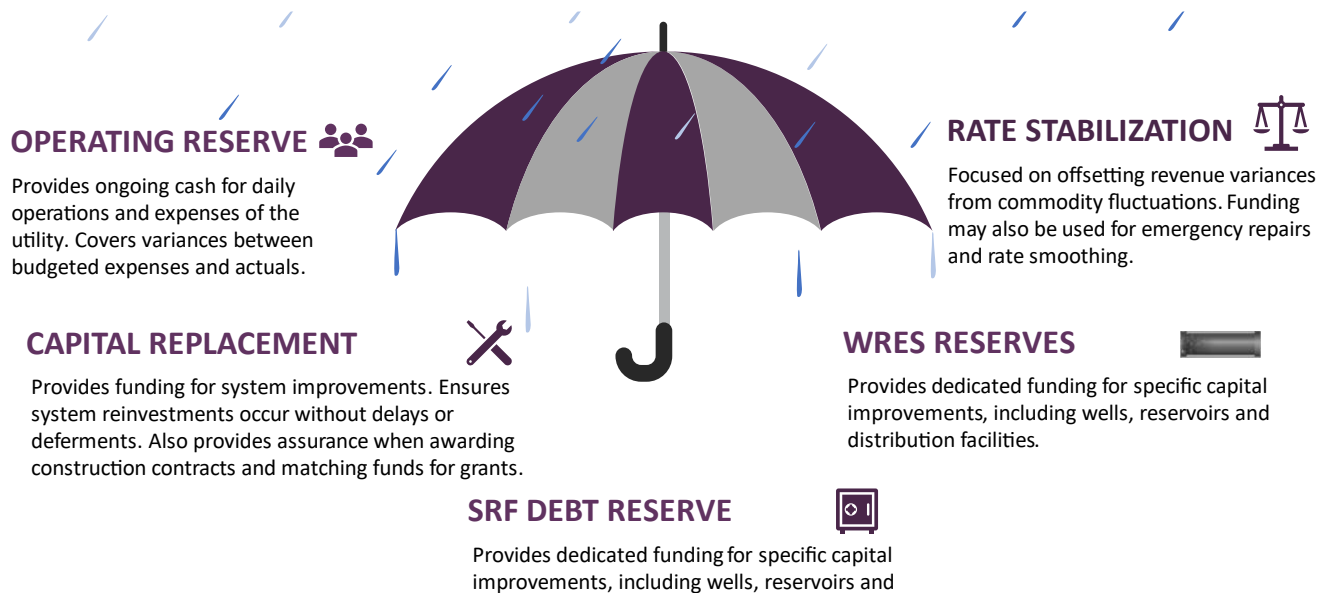 OPERATING RESERVE
Provides ongoing cash for daily
operations and expenses of the
utility. Covers variances between
budgeted expenses and actuals.
RATE STABILIZATION
Focused on offsetting revenue variances
from commodity fluctuations. Funding
may also be used for emergency repairs
and rate smoothing.
CAPITAL REPLACEMENT
Provides funding for system improvements. Ensures
system reinvestments occur without delays or
deferments. Also provides assurance when awarding
construction contracts and matching funds for grants.
WRES RESERVES
Provides dedicated funding for specific capital
improvements, including wells, reservoirs and
distribution facilities.
SRF DEBT RESERVE
Provides dedicated funding for specific capital
improvements, including wells, reservoirs and